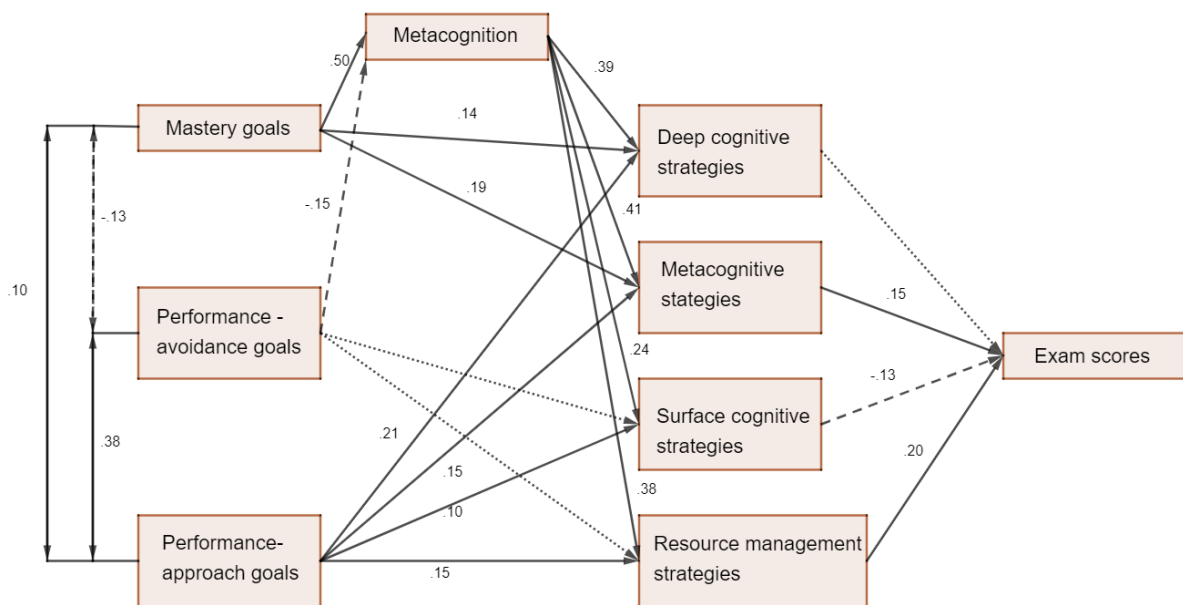 Metacognition
.50
.39
Mastery goals
.14
Deep cognitive
strategies
.19
-.15
-.13
.41
Metacognitive
stategies
.10
.15
Performance -
avoidance goals
.24
Exam scores
-.13
.38
.21
Surface cognitive
strategies
.20
.15
.38
.10
Performance-
approach goals
.15
Resource management
strategies